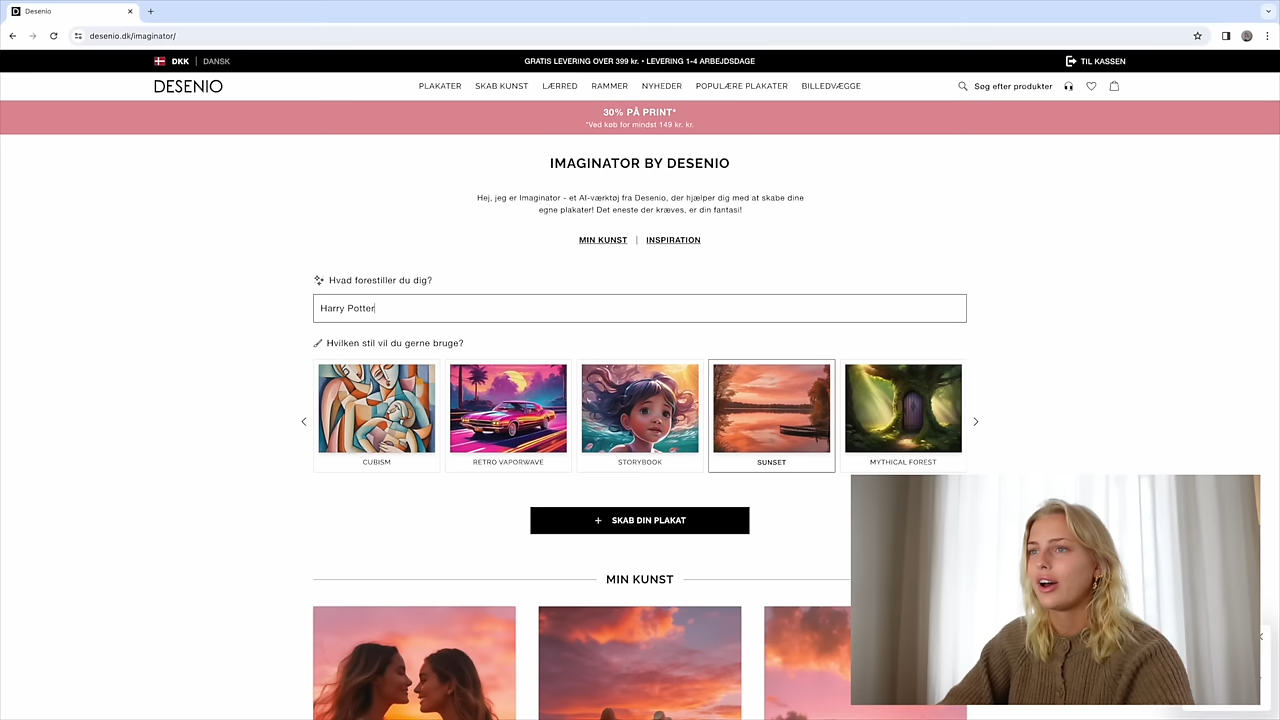 Desenio
desenio.dk/imaginator/
DKK | DANSK
GRATIS LEVERING OVER 399 kr. • LEVERING 1-4 ARBEJDSDAGE
TIL KASSEN
DESENIO
PLAKATER SKAB KUNST LÆRRED RAMMER NYHEDER POPULÆRE PLAKATER BILLEDVÆGGE
Søg efter produkter
30% PÅ PRINT*
*Ved køb for mindst 149 kr. kr.
IMAGINATOR BY DESENIO
Hej, jeg er Imaginator - et AI-værktøj fra Desenio, der hjælper dig med at skabe dine
egne plakater! Det eneste der kræves, er din fantasi!
MIN KUNST | INSPIRATION
Hvad forestiller du dig?
Harry Potter
Hvilken stil vil du gerne bruge?
CUBISM
RETRO VAPORWAVE
STORYBOOK
SUNSET
MYTHICAL FOREST
+ SKAB DIN PLAKAT
MIN KUNST